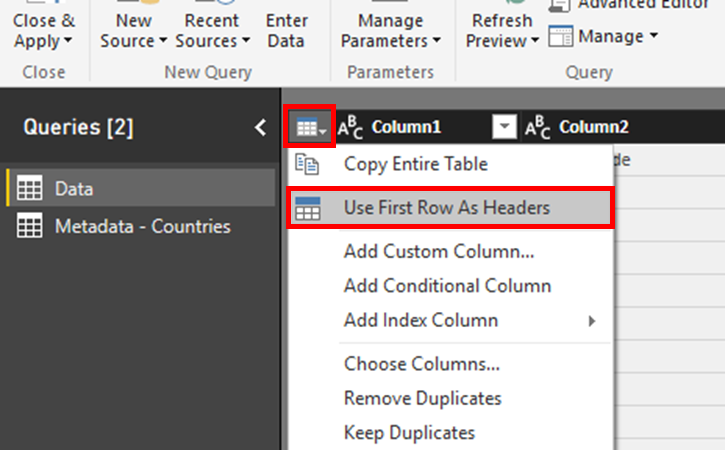 Advanced Editor
Close & New Recent Enter Manage Refresh
Apply Source Sources Data Parameters Preview Manage
Close New Query Parameters Query
Queries [2]
ABC Column1 ABC Column2
Data
Metadata - Countries
Copy Entire Table
Use First Row As Headers
Add Custom Column...
Add Conditional Column
Add Index Column
Choose Columns...
Remove Duplicates
Keep Duplicates